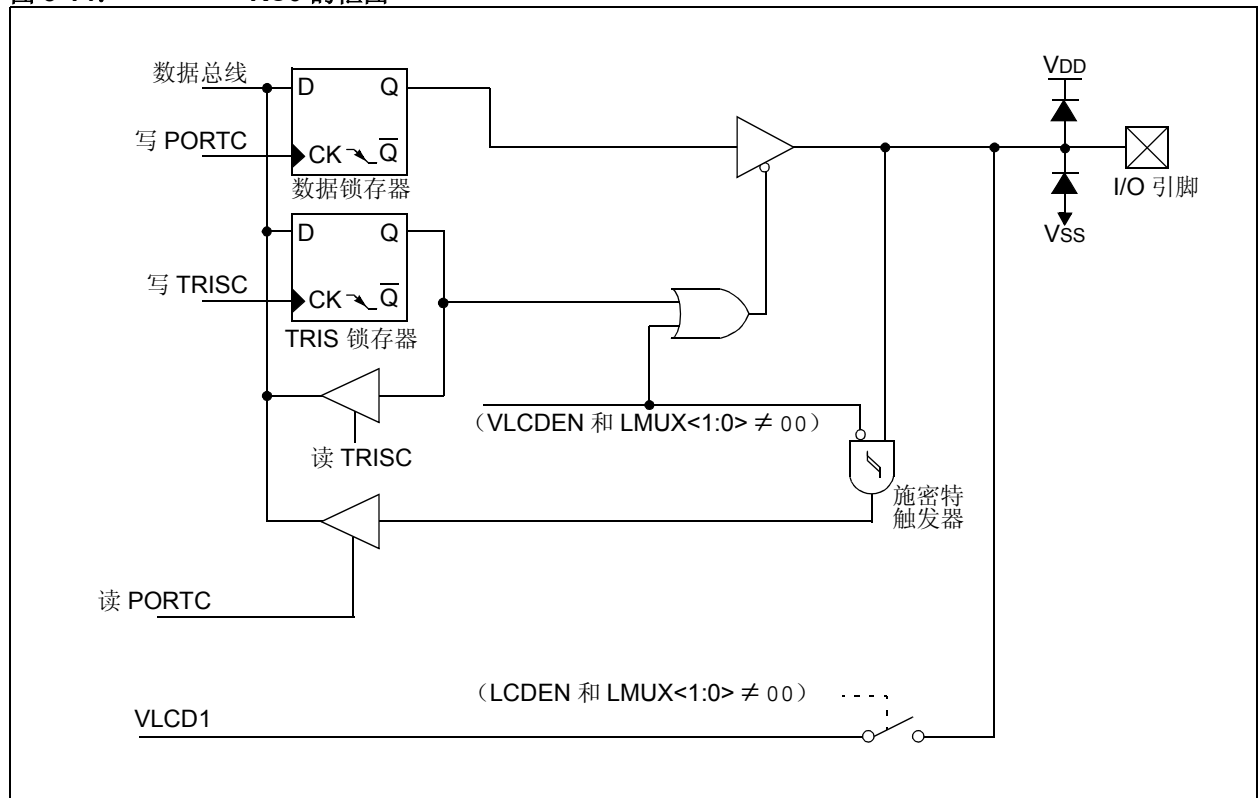 数据总线
D Q
写 PORTC
CK Q
数据锁存器
D Q
写 TRISC
CK Q
TRIS 锁存器
读 TRISC
(VLCDEN 和 LMUX<1:0> ≠ 00)
施密特
触发器
读 PORTC
(LCDEN 和 LMUX<1:0> ≠ 00)
VLCD1
VDD
I/O 引脚
VSS